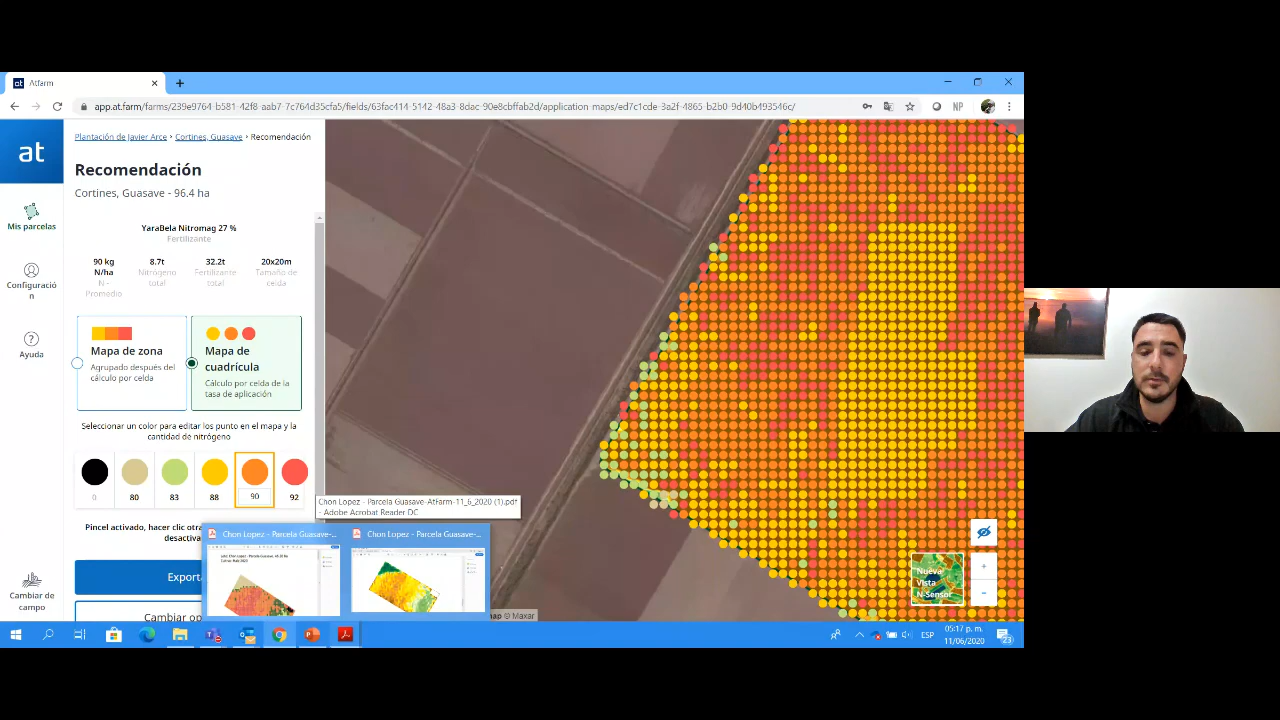 at Atfarm
app.at.farm/farms/239e9764-b581-42f8-aab7-7c764d35cfa5/fields/63fac414-5142-48a3-8dac-90e8cbffab2d/application-maps/ed7c1cde-3a2f-4865-b2b0-9d40b493546c/
NP
at
Mis parcelas
Configuració
n
Ayuda
Cambiar de
campo
Plantación de Javier Arce › Cortines, Guasave › Recomendación
Recomendación
Cortines, Guasave - 96.4 ha
YaraBela Nitromag 27 %
Fertilizante
90 kg 8.7t 32.2t 20x20m
N/ha Nitrógeno Fertilizante Tamaño de
N - total total celda
Promedio
Mapa de zona
Agrupado después del
cálculo por celda
Mapa de
cuadrícula
Cálculo por celda de la
tasa de aplicación
Seleccionar un color para editar los punto en el mapa y la
cantidad de nitrógeno
0 80 83 88 90 92
Pincel activado, hacer clic otra
desactiva
Chon Lopez - Parcela Guasave-AtFarm-11_6_2020 (1).pdf
- Adobe Acrobat Reader DC
Chon Lopez - Parcela Guasave-...
Chon Lopez - Parcela Guasave-...
Exporta
Cambiar op
map © Maxar
Nueva
Vista
N-Sensor
+
−
ESP
05:17 p. m.
11/06/2020
23